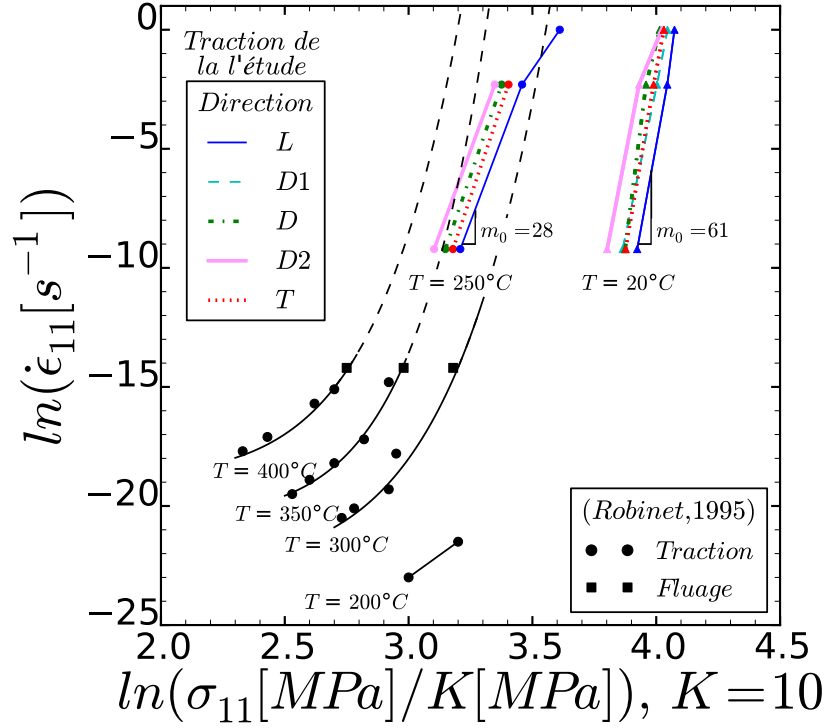 0
−5
−10
−15
−20
−25
2.0 2.5 3.0 3.5 4.0 4.5
ln(ε̇₁₁[s⁻¹])
ln(σ₁₁[MPa]/K[MPa]), K=10
Traction de
la l'étude
Direction
L
D1
D
D2
T
m₀ =28
m₀ =61
T = 250°C
T = 20°C
T = 400°C
T = 350°C
T = 300°C
T = 200°C
(Robinet,1995)
Traction
Fluage